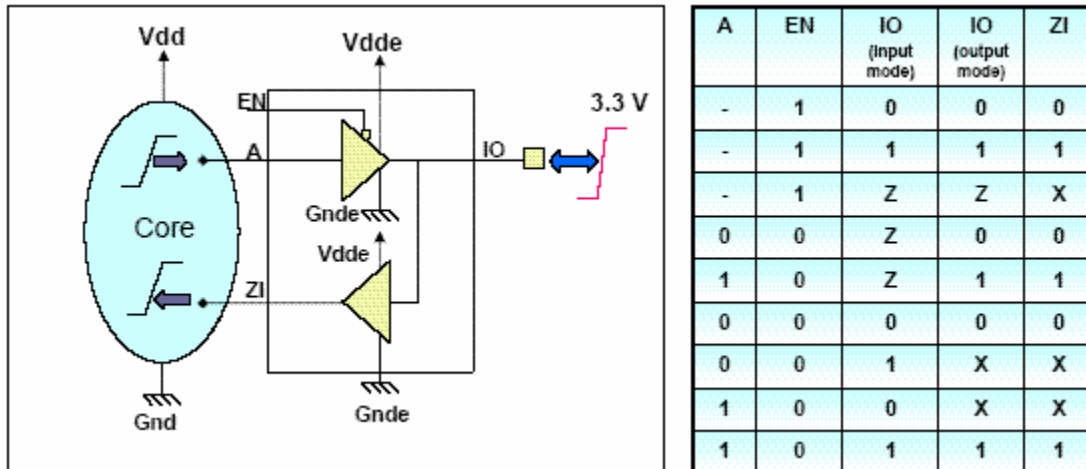 Vdd
Vdde
EN
3.3 V
A
IO
Gnde
Core
Vdde
ZI
Gnd
Gnde
A EN IO (input mode) IO (output mode) ZI
- 1 0 0 0
- 1 1 1 1
- 1 Z Z X
0 0 Z 0 0
1 0 Z 1 1
0 0 0 0 0
0 0 1 X X
1 0 0 X X
1 0 1 1 1